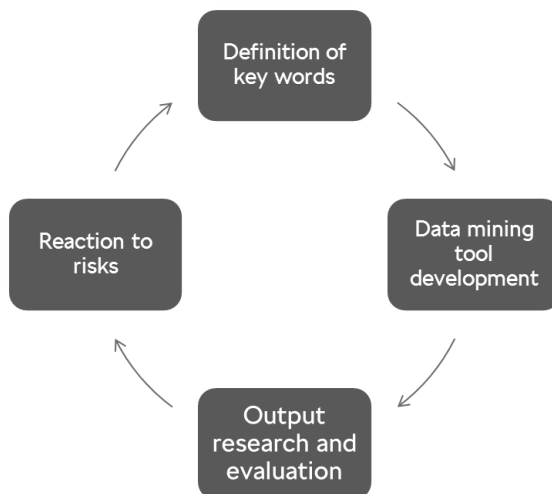 Definition of
key words
Data mining
tool
development
Output
research and
evaluation
Reaction to
risks